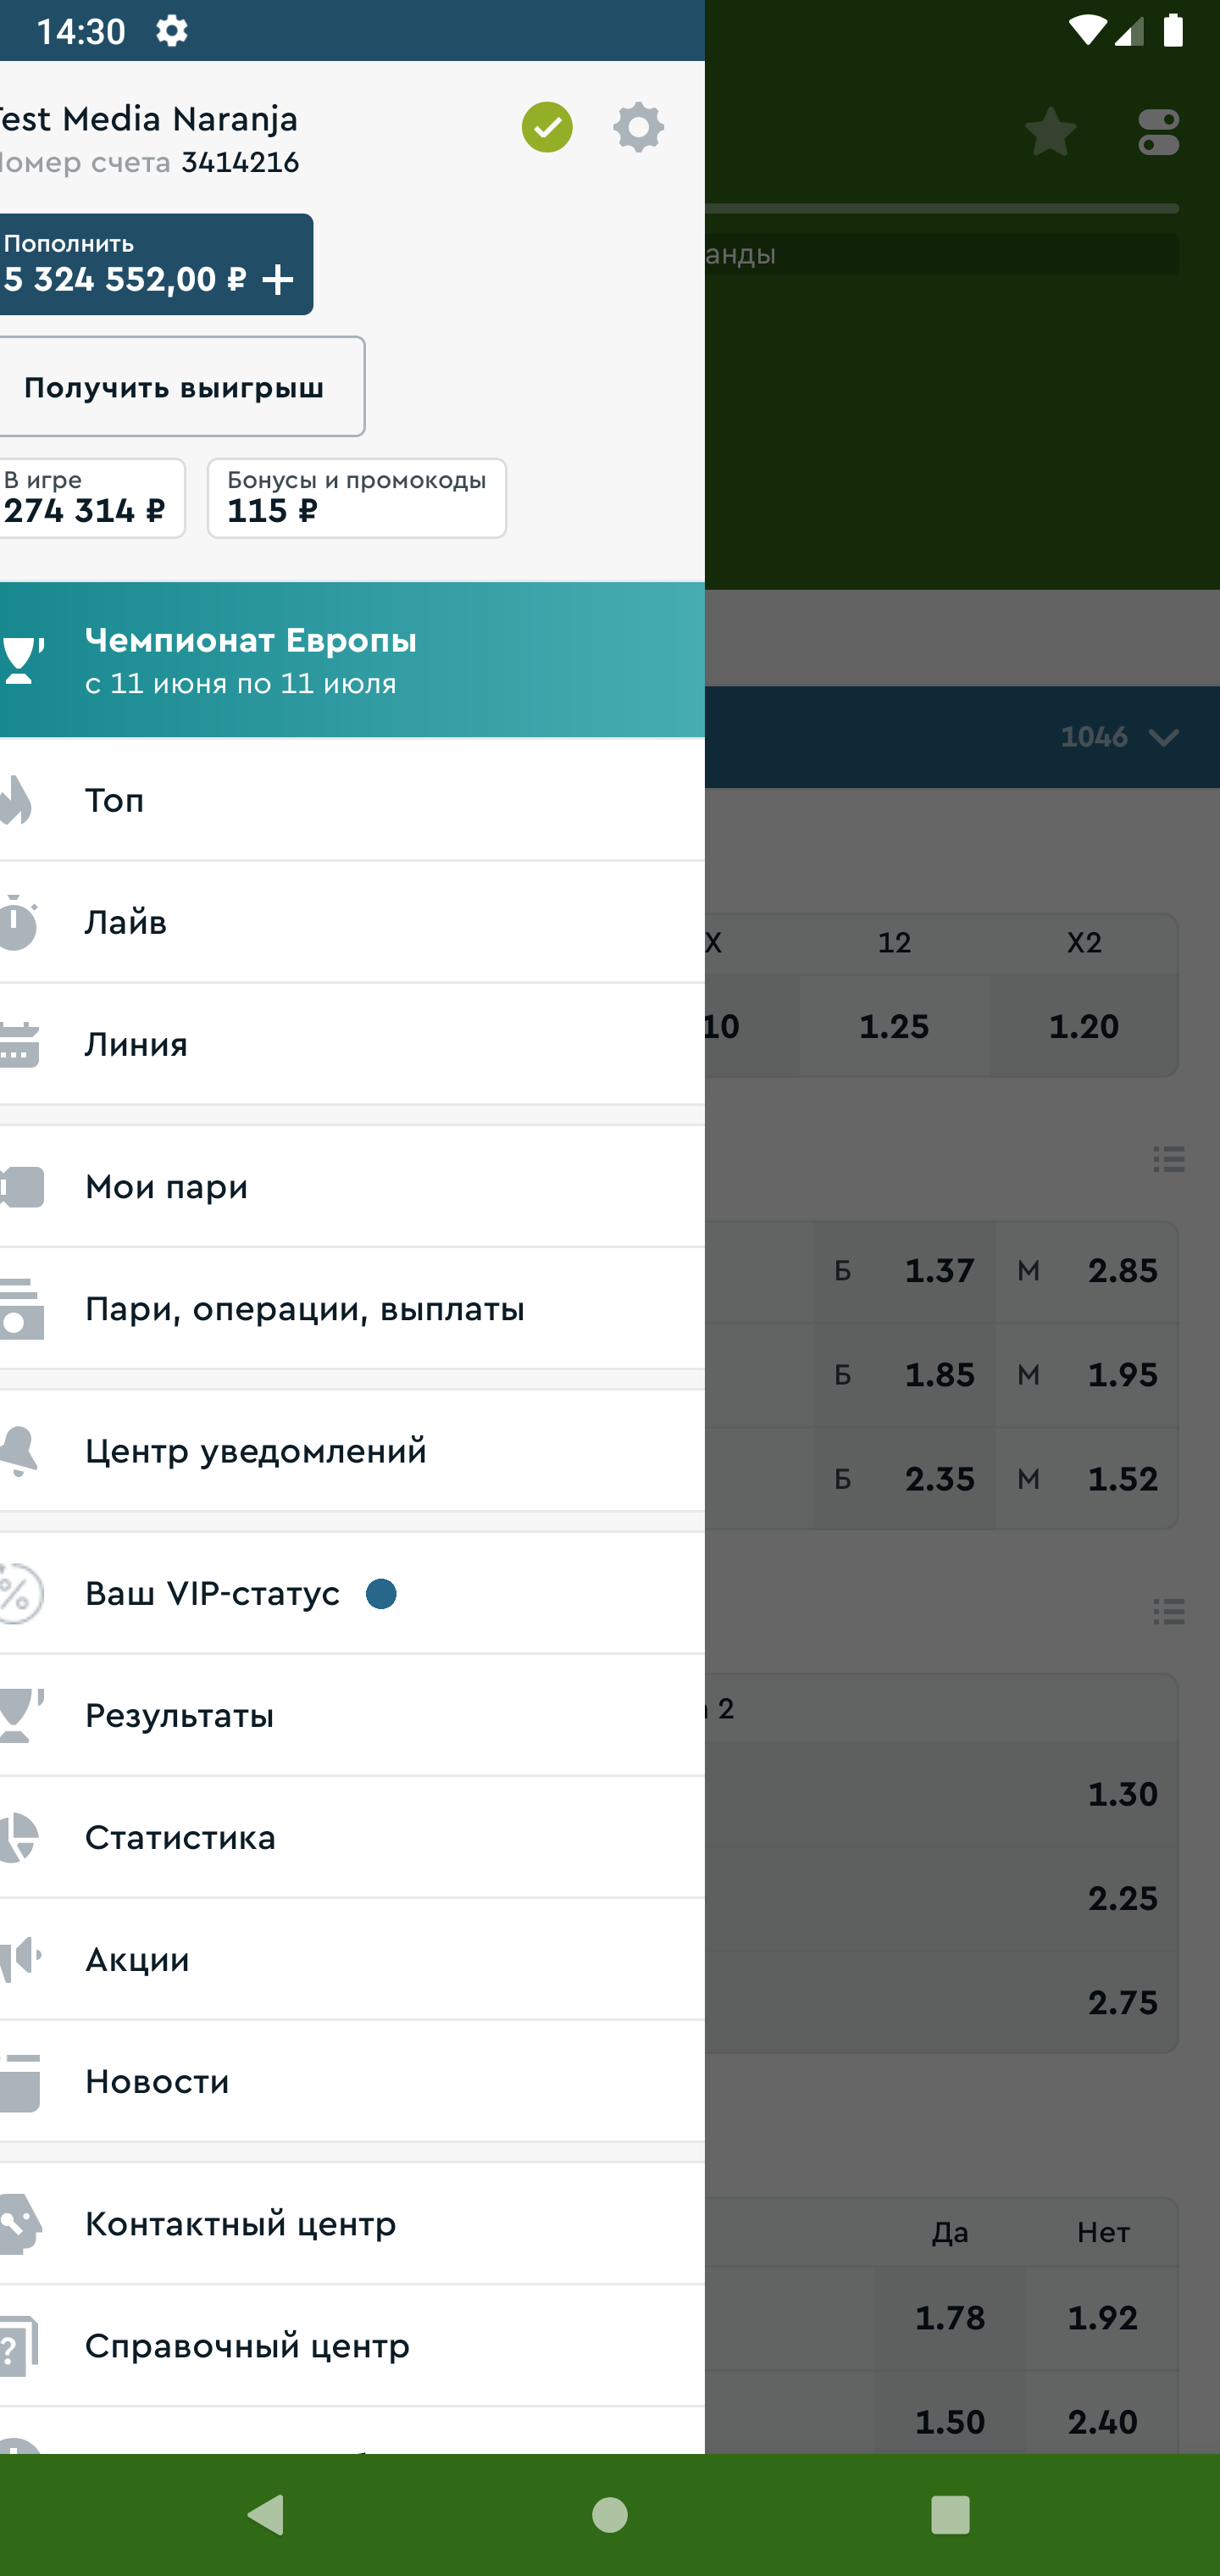 14:30
est Media Naranja
омер счета 3414216
Пополнить
5 324 552,00 ₽
Получить выигрыш
В игре
274 314 ₽
Бонусы и промокоды
115 ₽
анды
Чемпионат Европы
с 11 июня по 11 июля
1046
Топ
Лайв
X 12 X2
Линия
10 1.25 1.20
Мои пари
Пари, операции, выплаты
Б 1.37 М 2.85
Б 1.85 М 1.95
Центр уведомлений
Б 2.35 М 1.52
Ваш VIP-статус
Результаты
2
1.30
Статистика
2.25
Акции
2.75
Новости
Контактный центр
Да Нет
1.78 1.92
Справочный центр
1.50 2.40